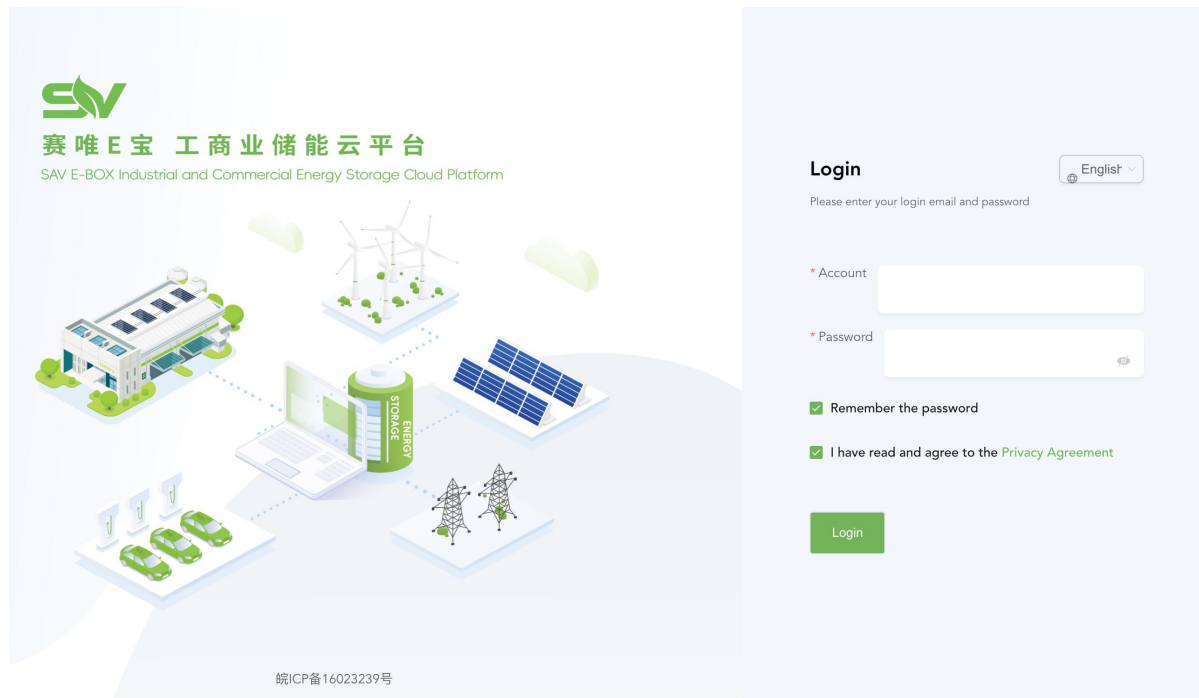 SAV
赛唯E宝 工商业储能云平台
SAV E-BOX Industrial and Commercial Energy Storage Cloud Platform
ENERGY
STORAGE
皖ICP备16023239号
Login
English
Please enter your login email and password
* Account
* Password
Remember the password
I have read and agree to the Privacy Agreement
Login